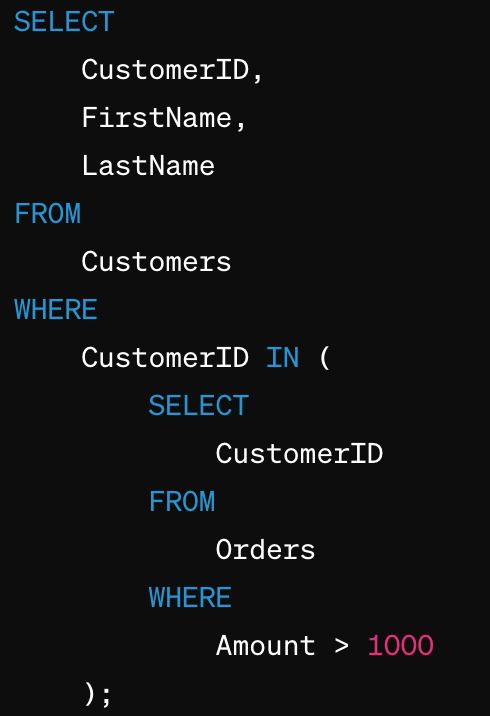 SELECT
    CustomerID,
    FirstName,
    LastName
FROM
    Customers
WHERE
    CustomerID IN (
        SELECT
            CustomerID
        FROM
            Orders
        WHERE
            Amount > 1000
    );